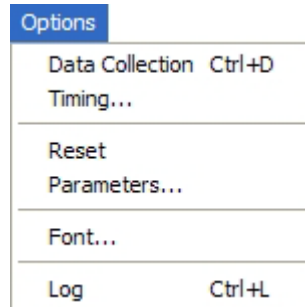 Options
Data Collection Ctrl+D
Timing...
Reset
Parameters...
Font...
Log Ctrl+L